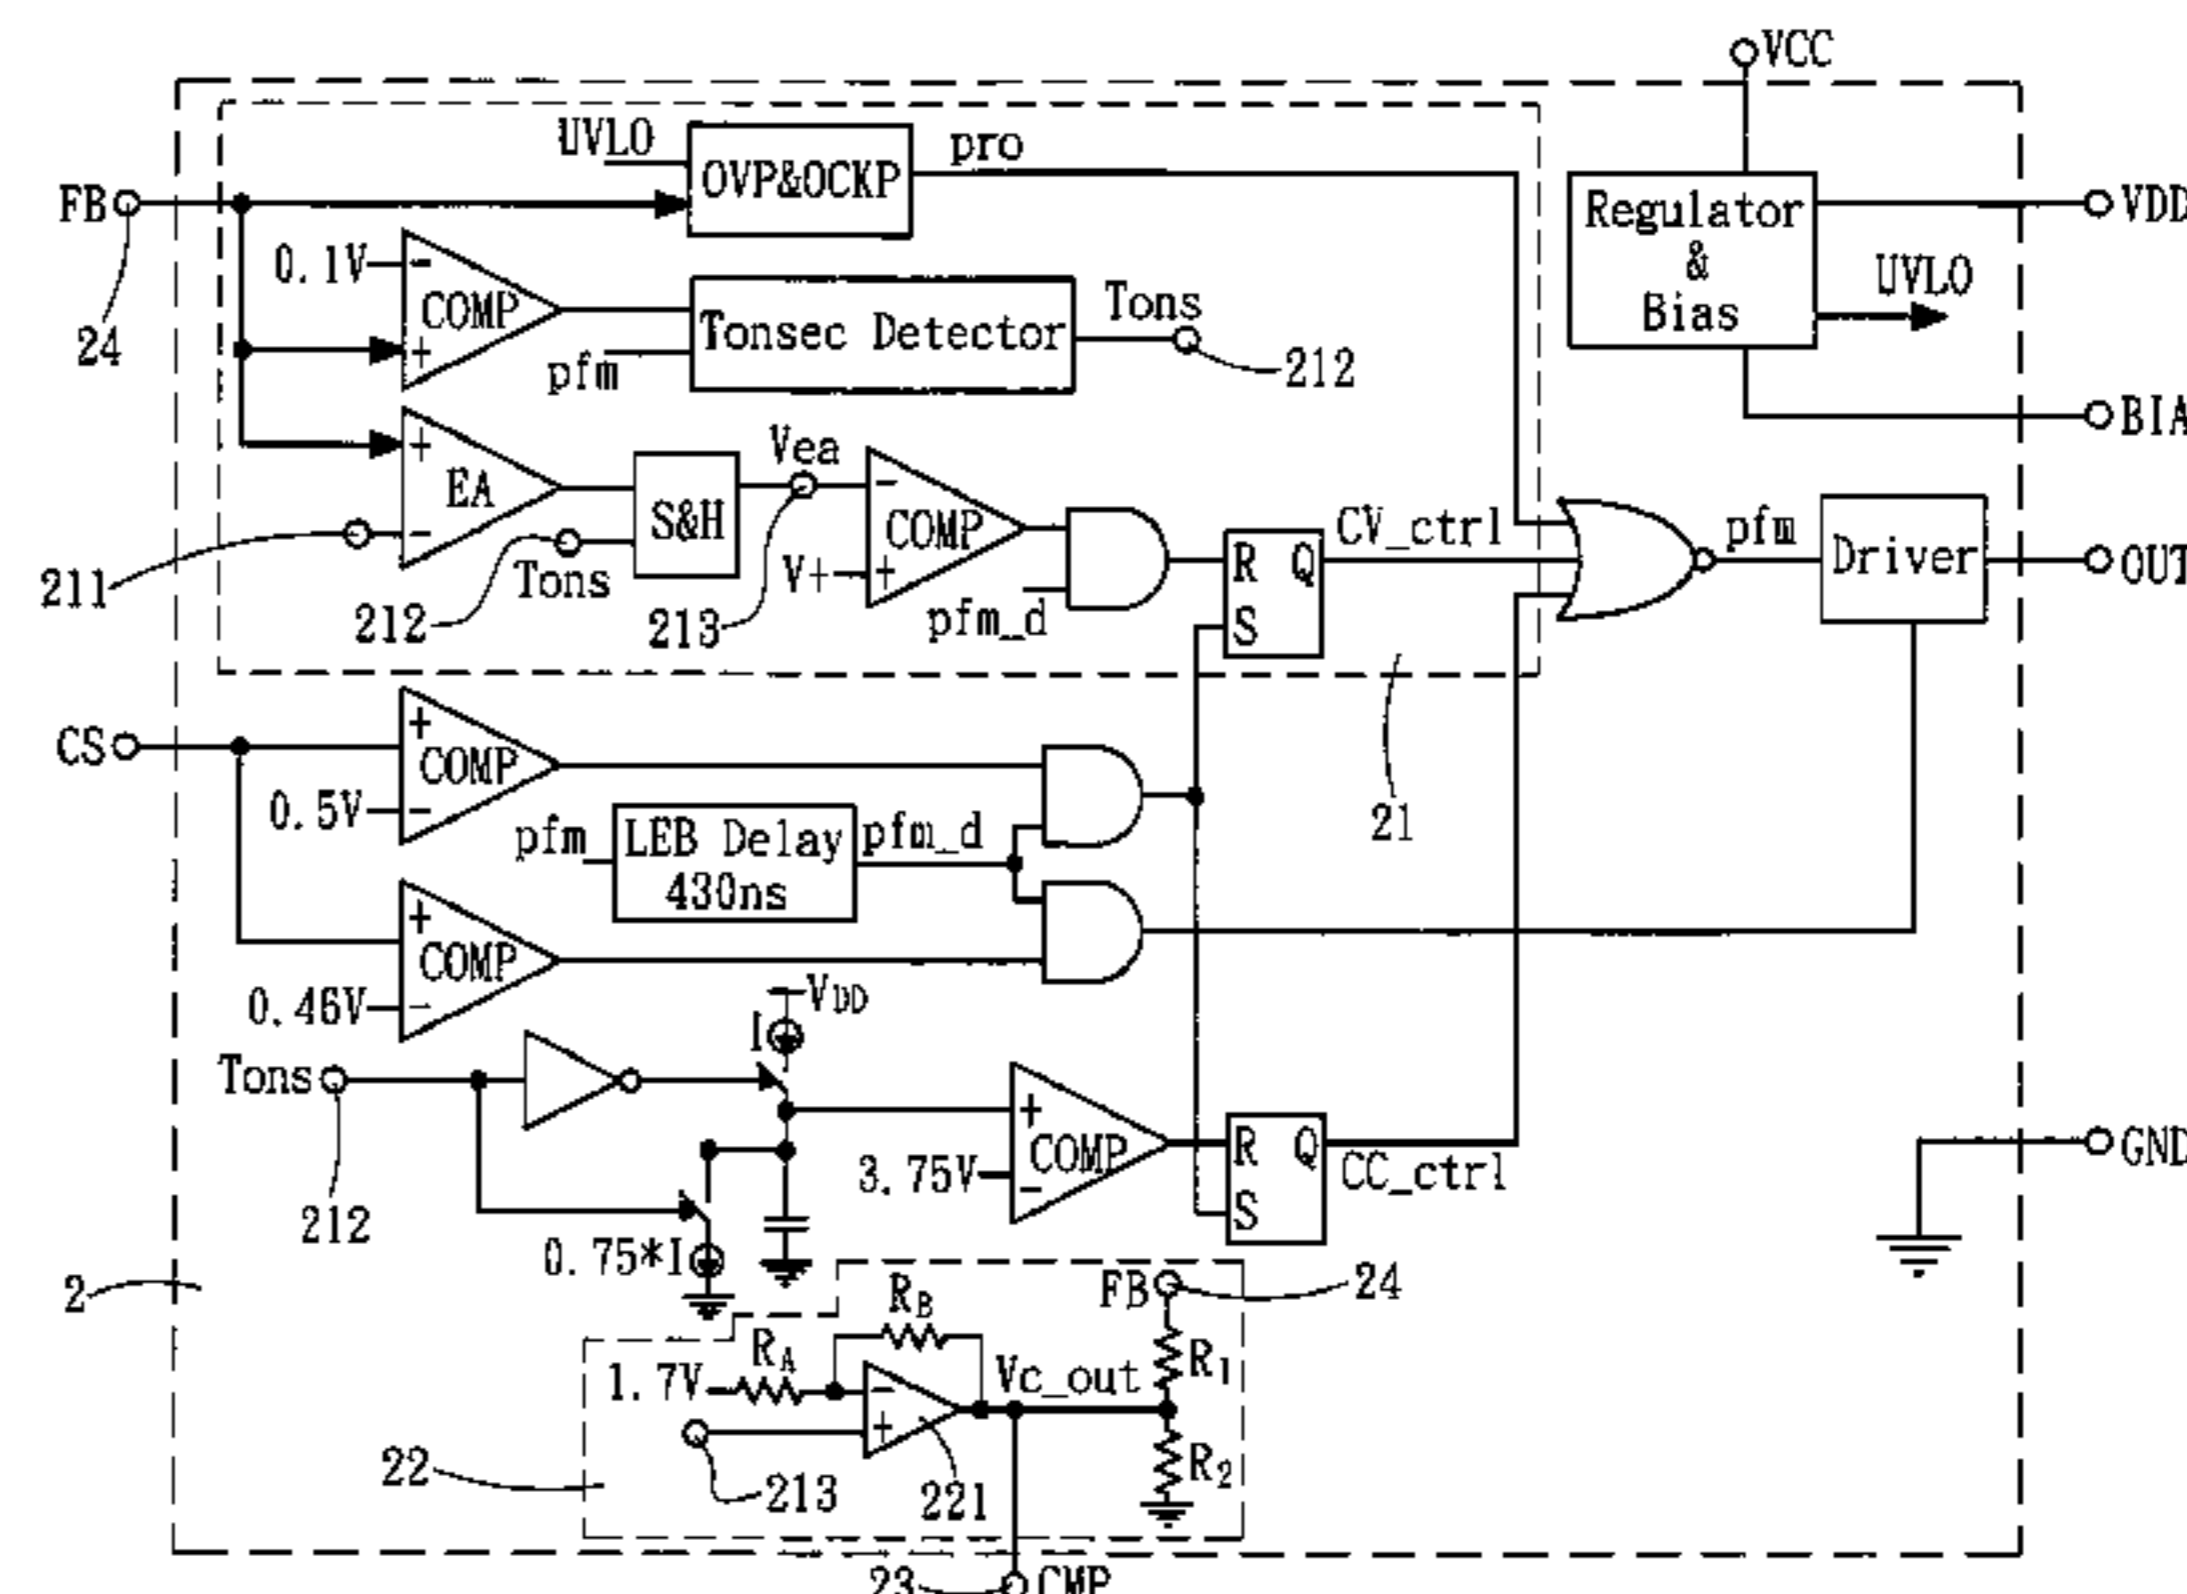 VCC
UVLO
OVP&OCKP
pro
FB
24
0.1V
-
COMP
+
pfm
Tonsec Detector
Tons
212
Regulator
&
Bias
VDD
UVLO
BIA
+
EA
-
211
S&H
Tons
212
Vea
213
-
COMP
V+
+
pfm_d
R Q
S
CV_ctrl
pfm
Driver
OUT
21
CS
+
COMP
0.5V
-
pfm
LEB Delay
430ns
pfm_d
+
COMP
0.46V
-
VDD
I
Tons
212
0.75*I
+
COMP
3.75V
-
R Q
S
CC_ctrl
GND
2
FB
24
RB
RA
1.7V
-
+
Vc_out
R1
R2
22
213
221
23
CMP